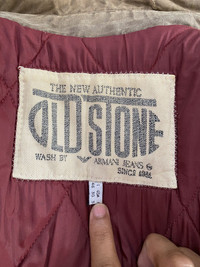 THE NEW AUTHENTIC
OLD STONE
WASH BY ARMANI JEANS
SINCE 1981